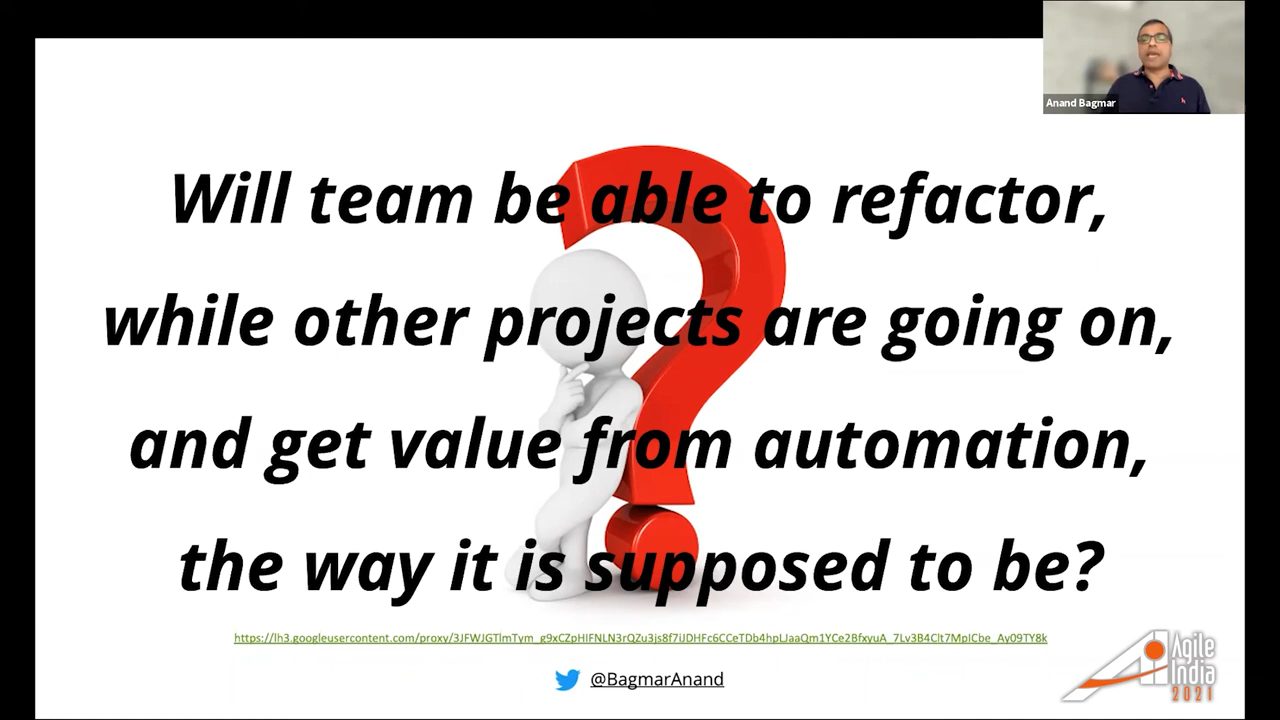 Anand Bagmar
Will team be able to refactor,
while other projects are going on,
and get value from automation,
the way it is supposed to be?
@BagmarAnand
Agile
India
2021